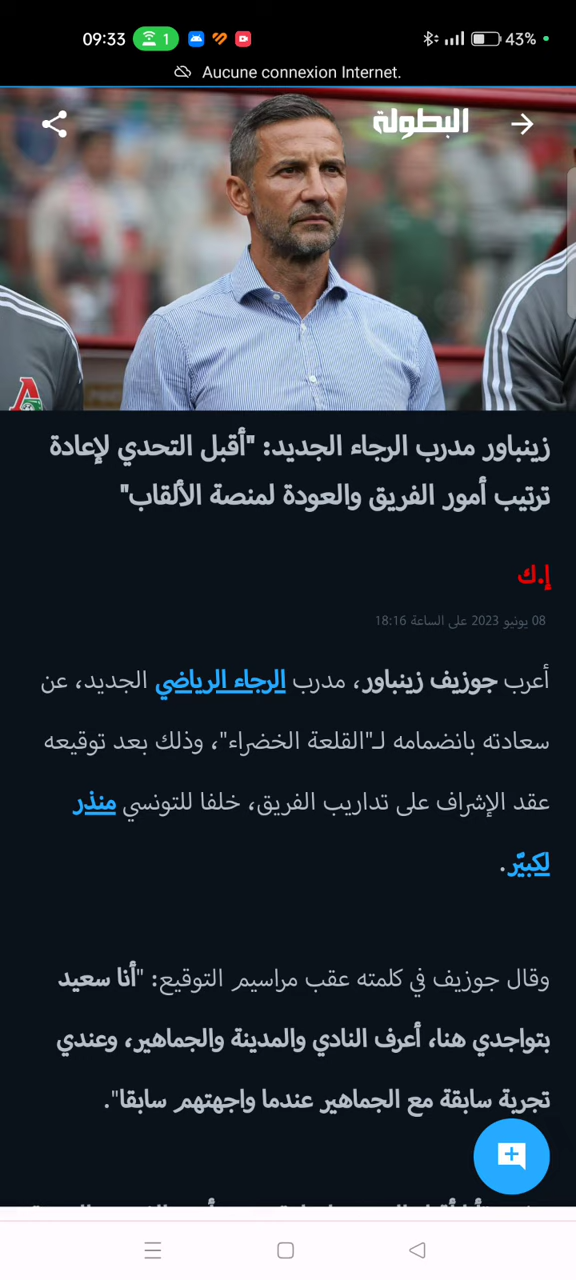 09:33
1
43%
Aucune connexion Internet.
البطولة
زينباور مدرب الرجاء الجديد: "أقبل التحدي لإعادة
ترتيب أمور الفريق والعودة لمنصة الألقاب"
إ.ك
08 يونيو 2023 على الساعة 18:16
أعرب جوزيف زينباور، مدرب الرجاء الرياضي الجديد، عن
سعادته بانضمامه لـ"القلعة الخضراء"، وذلك بعد توقيعه
عقد الإشراف على تداريب الفريق، خلفا للتونسي منذر
لكبيّر.
وقال جوزيف في كلمته عقب مراسيم التوقيع: "أنا سعيد
بتواجدي هنا، أعرف النادي والمدينة والجماهير، وعندي
تجربة سابقة مع الجماهير عندما واجهتهم سابقا".